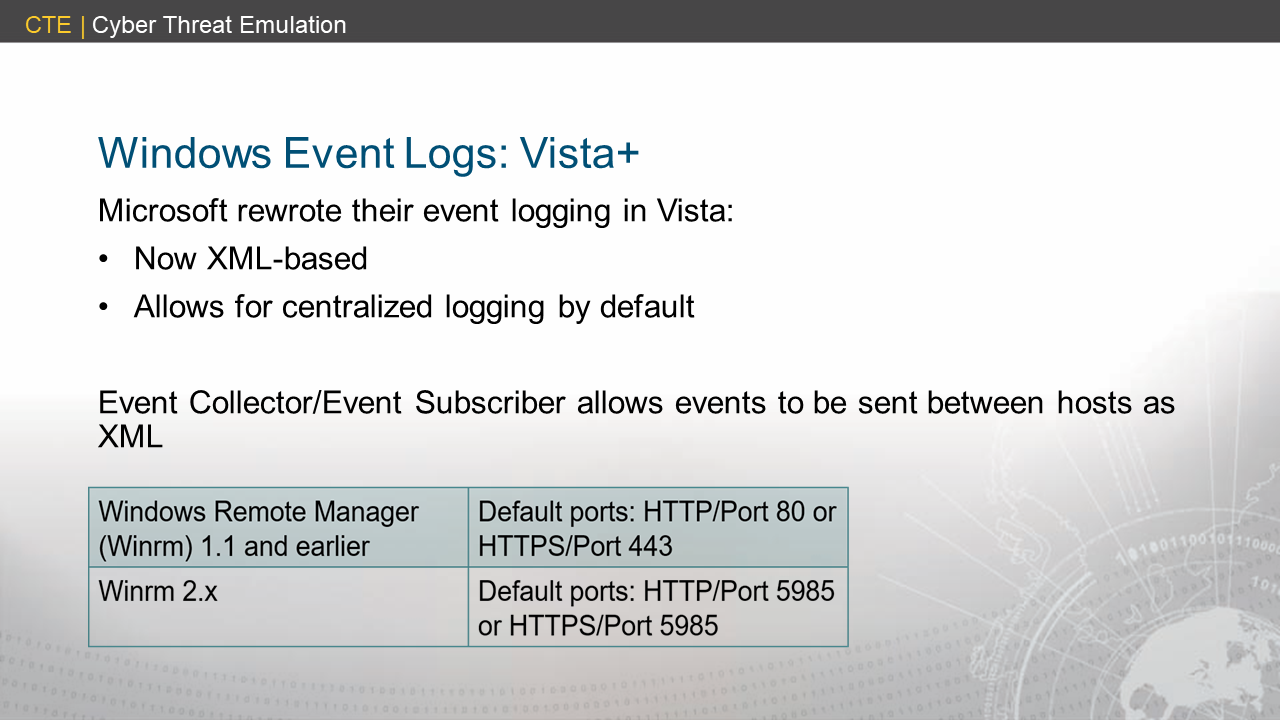 CTE | Cyber Threat Emulation
Windows Event Logs: Vista+
Microsoft rewrote their event logging in Vista:
• Now XML-based
• Allows for centralized logging by default
Event Collector/Event Subscriber allows events to be sent between hosts as
XML
Windows Remote Manager
(Winrm) 1.1 and earlier
Default ports: HTTP/Port 80 or
HTTPS/Port 443
Winrm 2.x
Default ports: HTTP/Port 5985
or HTTPS/Port 5985